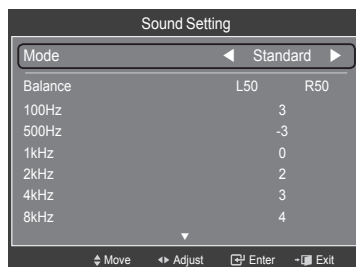 Sound Setting
Mode ◀ Standard ▶
Balance L50 R50
100Hz 3
500Hz -3
1kHz 0
2kHz 2
4kHz 3
8kHz 4
▼
Move Adjust Enter Exit